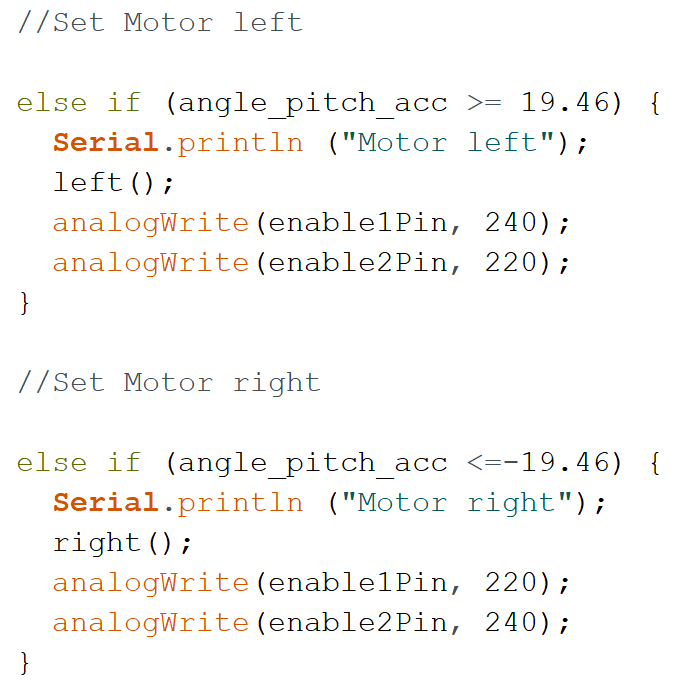 //Set Motor left
else if (angle_pitch_acc >= 19.46) {
  Serial.println ("Motor left");
  left();
  analogWrite(enable1Pin, 240);
  analogWrite(enable2Pin, 220);
}
//Set Motor right
else if (angle_pitch_acc <=-19.46) {
  Serial.println ("Motor right");
  right();
  analogWrite(enable1Pin, 220);
  analogWrite(enable2Pin, 240);
}